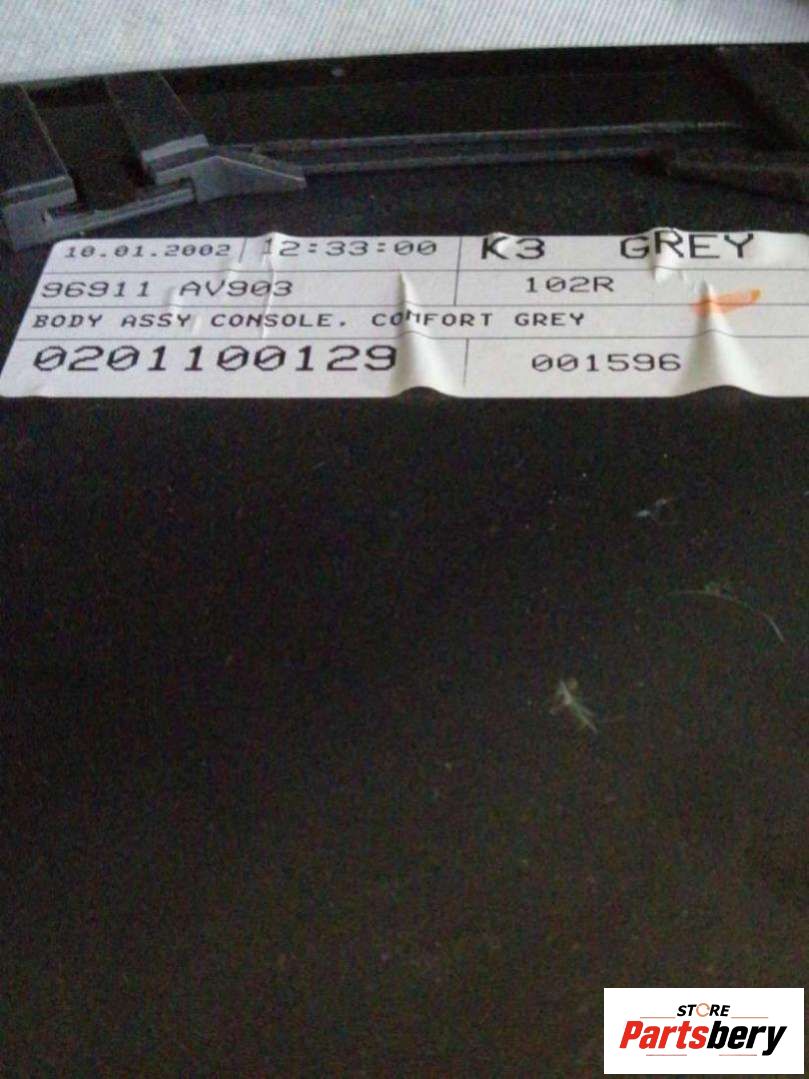 10.01.2002 12:33:00 K3 GREY
96911 AV903 102R
BODY ASSY CONSOLE. COMFORT GREY
0201100129 001596
STORE
Partsbery